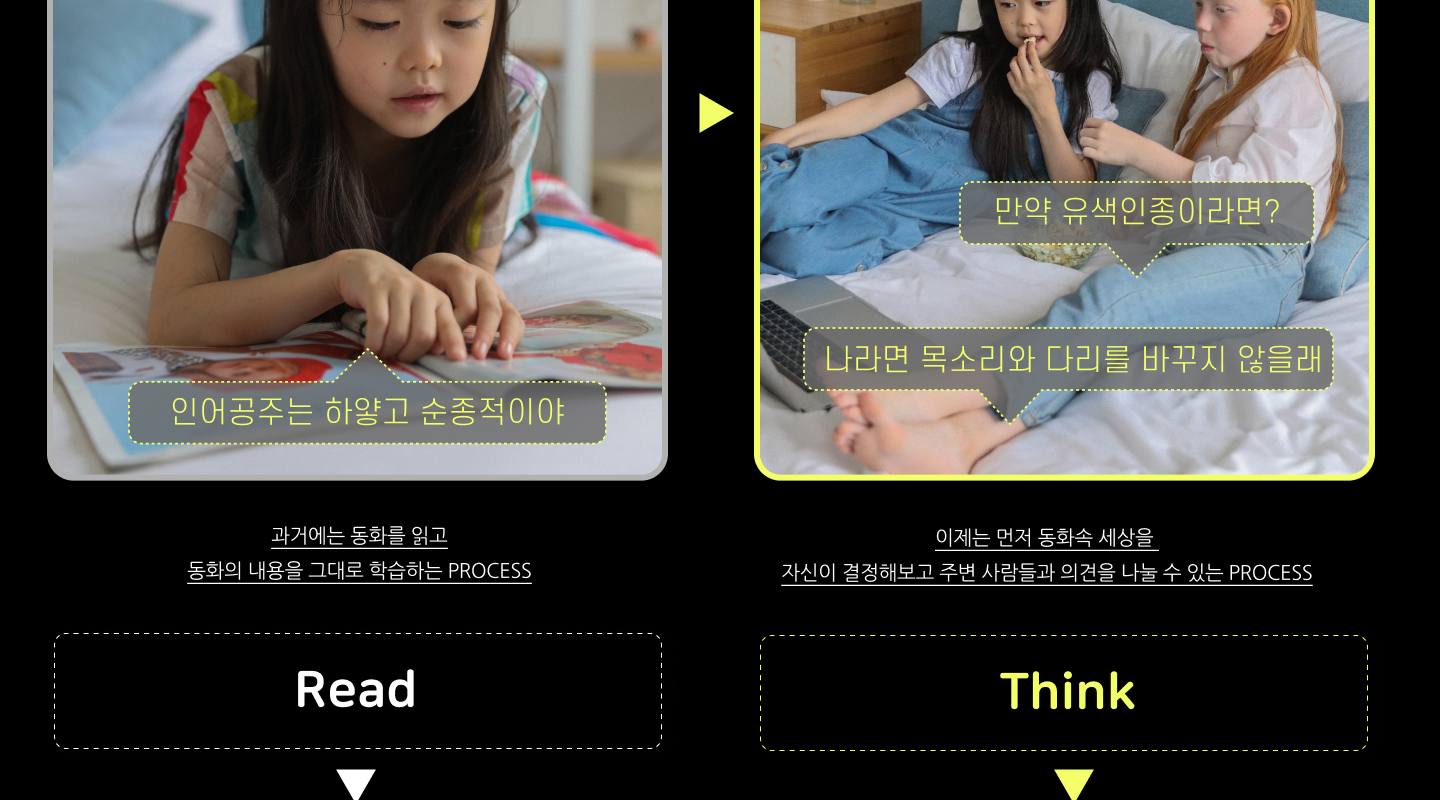 인어공주는 하얗고 순종적이야
과거에는 동화를 읽고
동화의 내용을 그대로 학습하는 PROCESS
Read
만약 유색인종이라면?
나라면 목소리와 다리를 바꾸지 않을래
이제는 먼저 동화속 세상을
자신이 결정해보고 주변 사람들과 의견을 나눌 수 있는 PROCESS
Think